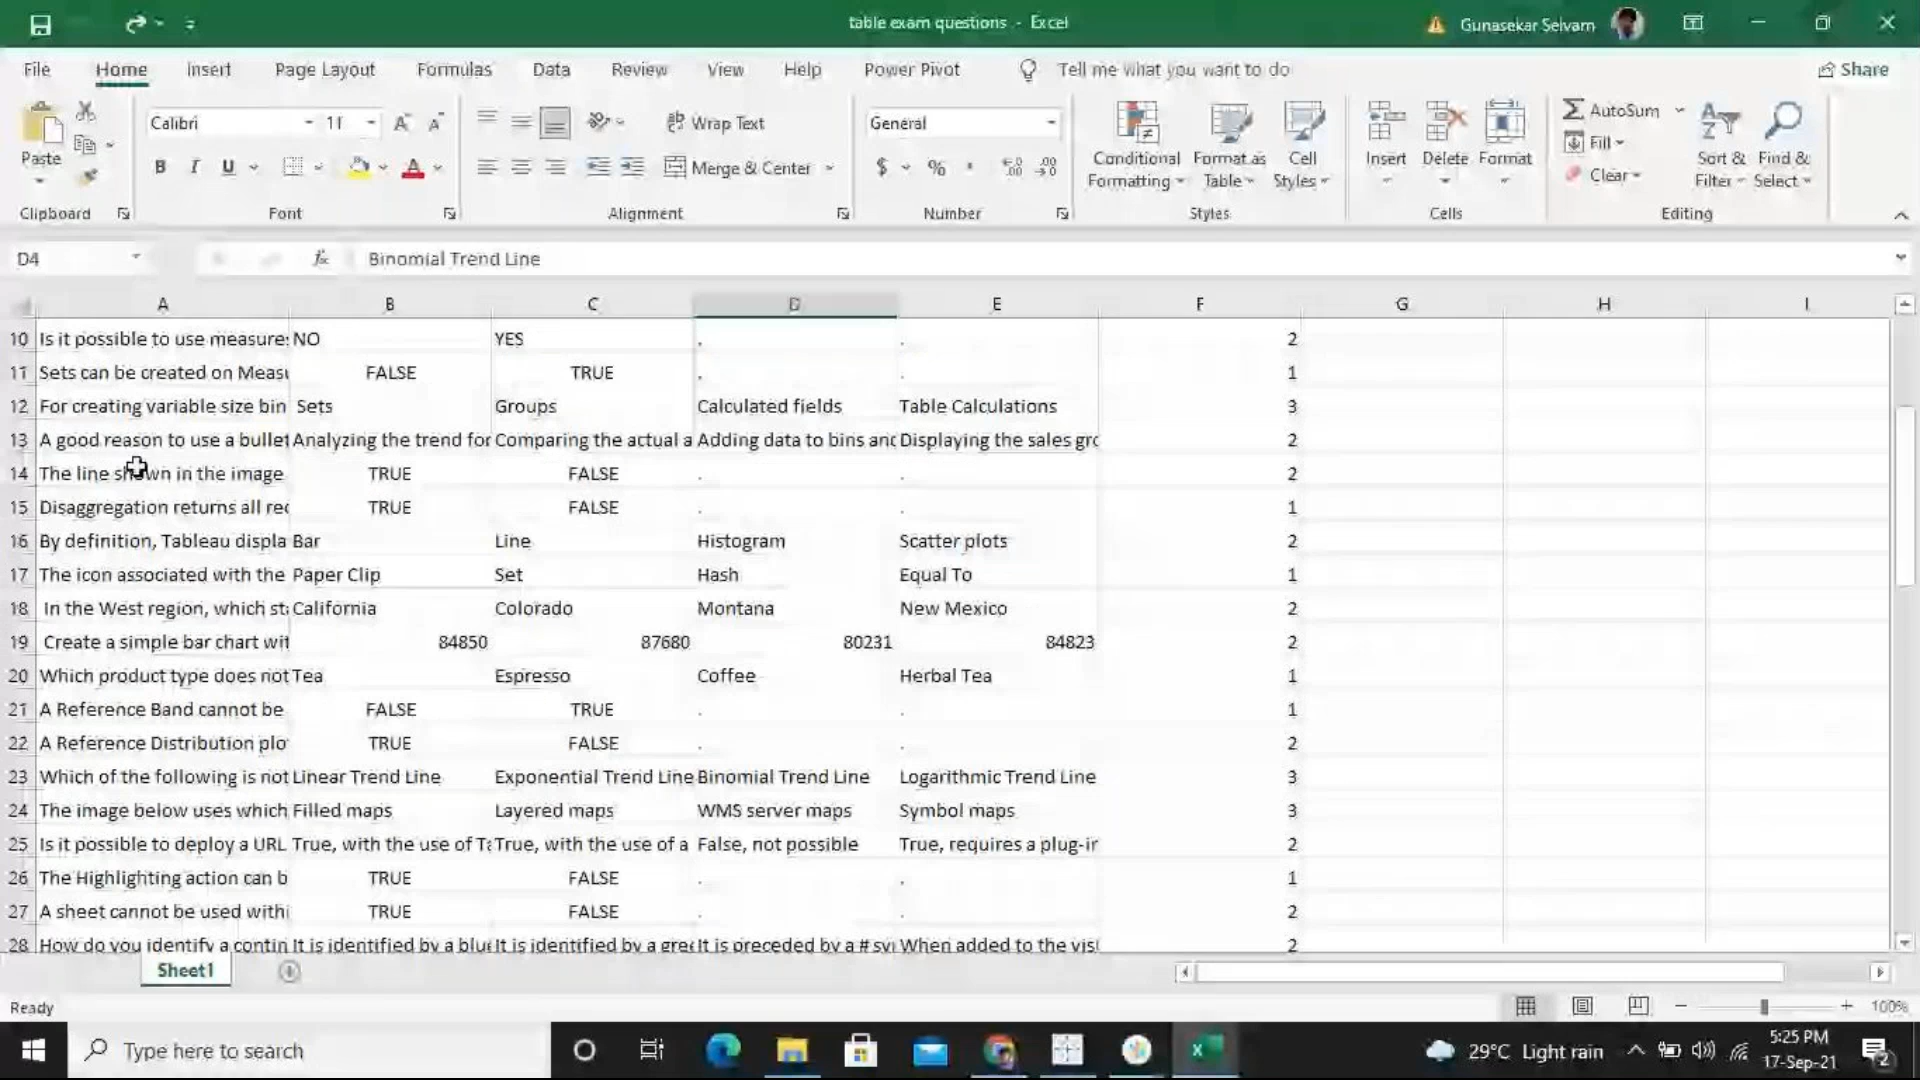 table exam questions - Excel
Gunasekar Selvam
File Home Insert Page Layout Formulas Data Review View Help Power Pivot Tell me what you want to do Share
Calibri 11 Wrap Text General AutoSum
Paste B I U Merge & Center $ % Conditional Formatting Format as Table Cell Styles Insert Delete Format Fill Clear Sort & Filter Find & Select
Clipboard Font Alignment Number Styles Cells Editing
D4 fx Binomial Trend Line
A B C D E F G H I
10 Is it possible to use measure: NO YES . . 2
11 Sets can be created on Meas FALSE TRUE . . 1
12 For creating variable size bin Sets Groups Calculated fields Table Calculations 3
13 A good reason to use a bullet Analyzing the trend for Comparing the actual a Adding data to bins and Displaying the sales gro 2
14 The line shown in the image TRUE FALSE . . 2
15 Disaggregation returns all rec TRUE FALSE . . 1
16 By definition, Tableau displa Bar Line Histogram Scatter plots 2
17 The icon associated with the Paper Clip Set Hash Equal To 1
18 In the West region, which sta California Colorado Montana New Mexico 2
19 Create a simple bar chart wit 84850 87680 80231 84823 2
20 Which product type does not Tea Espresso Coffee Herbal Tea 1
21 A Reference Band cannot be FALSE TRUE . . 1
22 A Reference Distribution plo TRUE FALSE . . 2
23 Which of the following is not Linear Trend Line Exponential Trend Line Binomial Trend Line Logarithmic Trend Line 3
24 The image below uses which Filled maps Layered maps WMS server maps Symbol maps 3
25 Is it possible to deploy a URL True, with the use of Ta True, with the use of a False, not possible True, requires a plug-in 2
26 The Highlighting action can b TRUE FALSE . . 1
27 A sheet cannot be used withi TRUE FALSE . . 2
28 How do you identify a contin It is identified by a blue It is identified by a gree It is preceded by a # sy When added to the vis 2
Sheet1
Ready 100%
Type here to search
29°C Light rain
5:25 PM
17-Sep-21
2